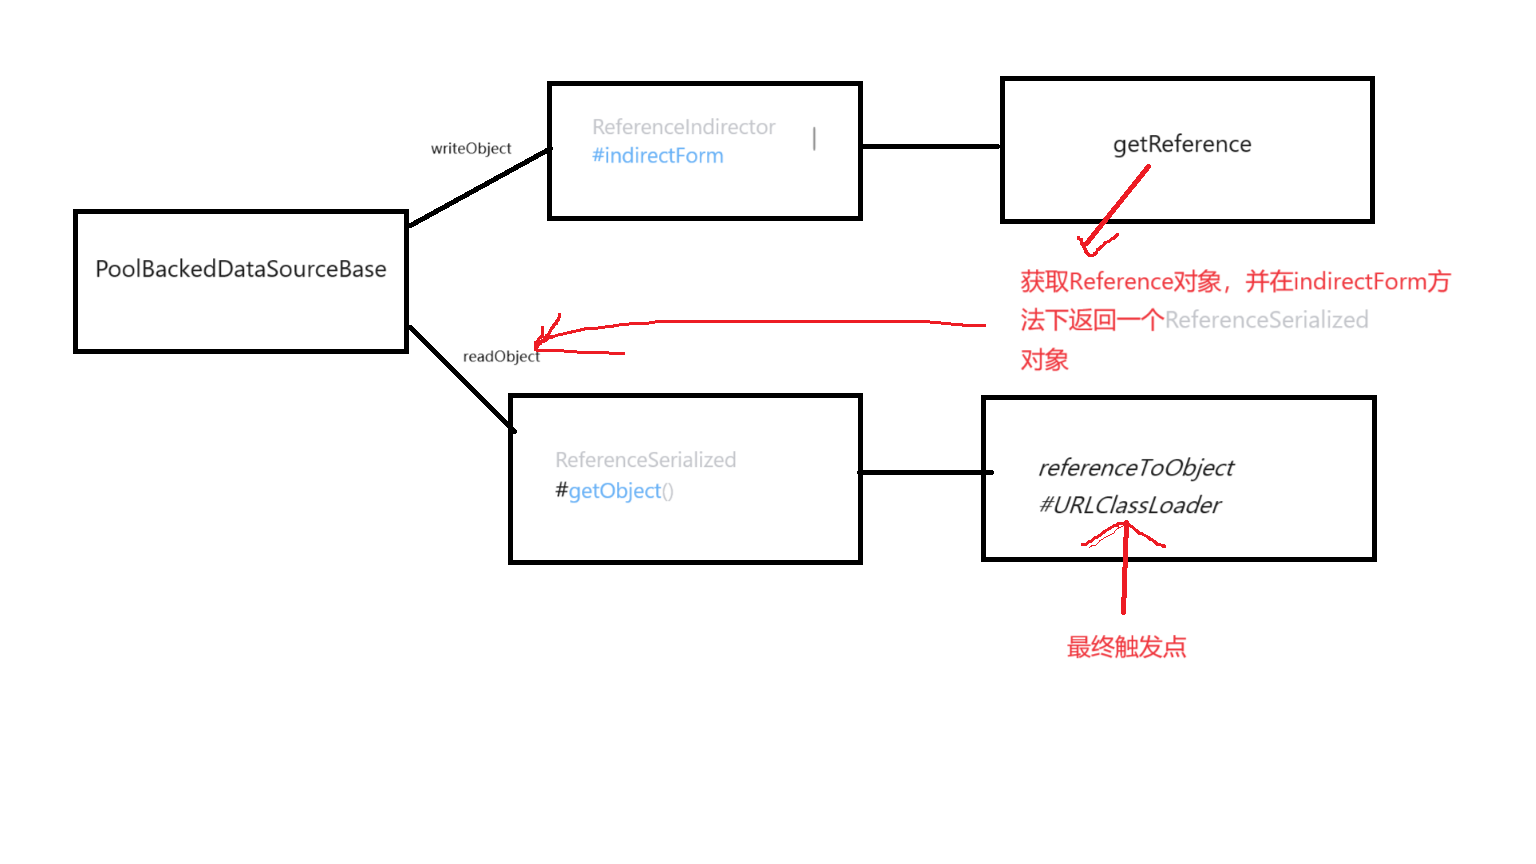 writeObject
ReferenceIndirector
#indirectForm
getReference
PoolBackedDataSourceBase
获取Reference对象，并在indirectForm方
法下返回一个ReferenceSerialized
对象
readObject
ReferenceSerialized
#getObject()
referenceToObject
#URLClassLoader
最终触发点